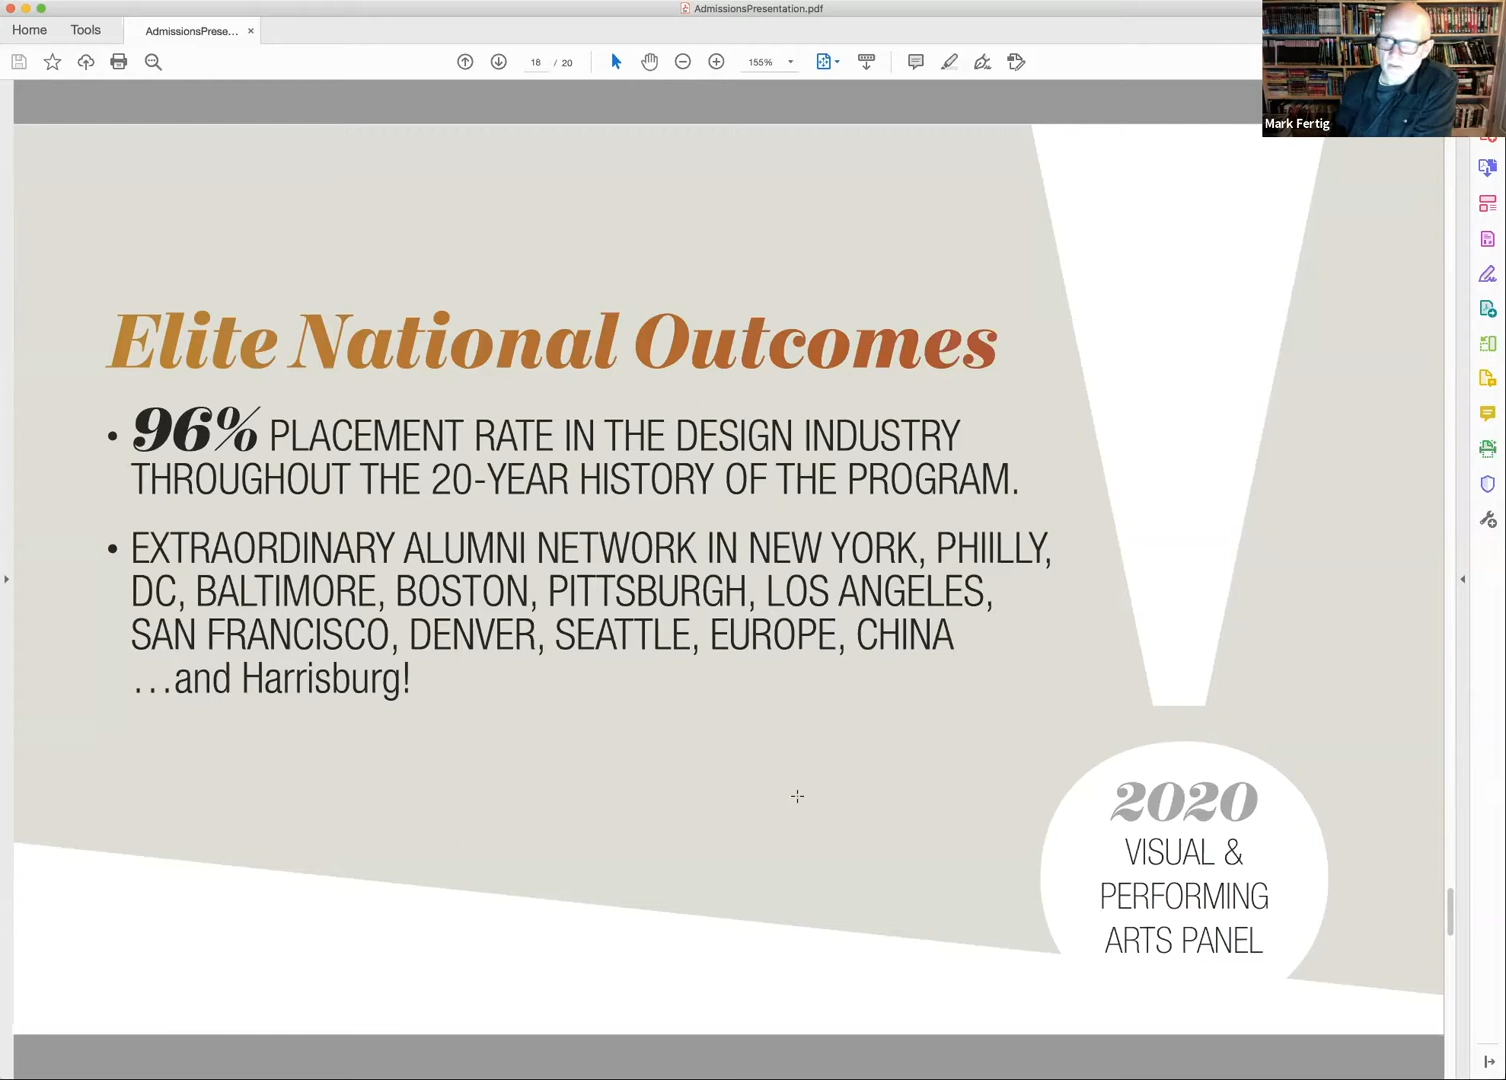 AdmissionsPresentation.pdf
Home Tools AdmissionsPrese... ×
18 / 20 155%
Mark Fertig
Elite National Outcomes
• 96% PLACEMENT RATE IN THE DESIGN INDUSTRY
THROUGHOUT THE 20-YEAR HISTORY OF THE PROGRAM.
• EXTRAORDINARY ALUMNI NETWORK IN NEW YORK, PHIILLY,
DC, BALTIMORE, BOSTON, PITTSBURGH, LOS ANGELES,
SAN FRANCISCO, DENVER, SEATTLE, EUROPE, CHINA
...and Harrisburg!
2020
VISUAL &
PERFORMING
ARTS PANEL